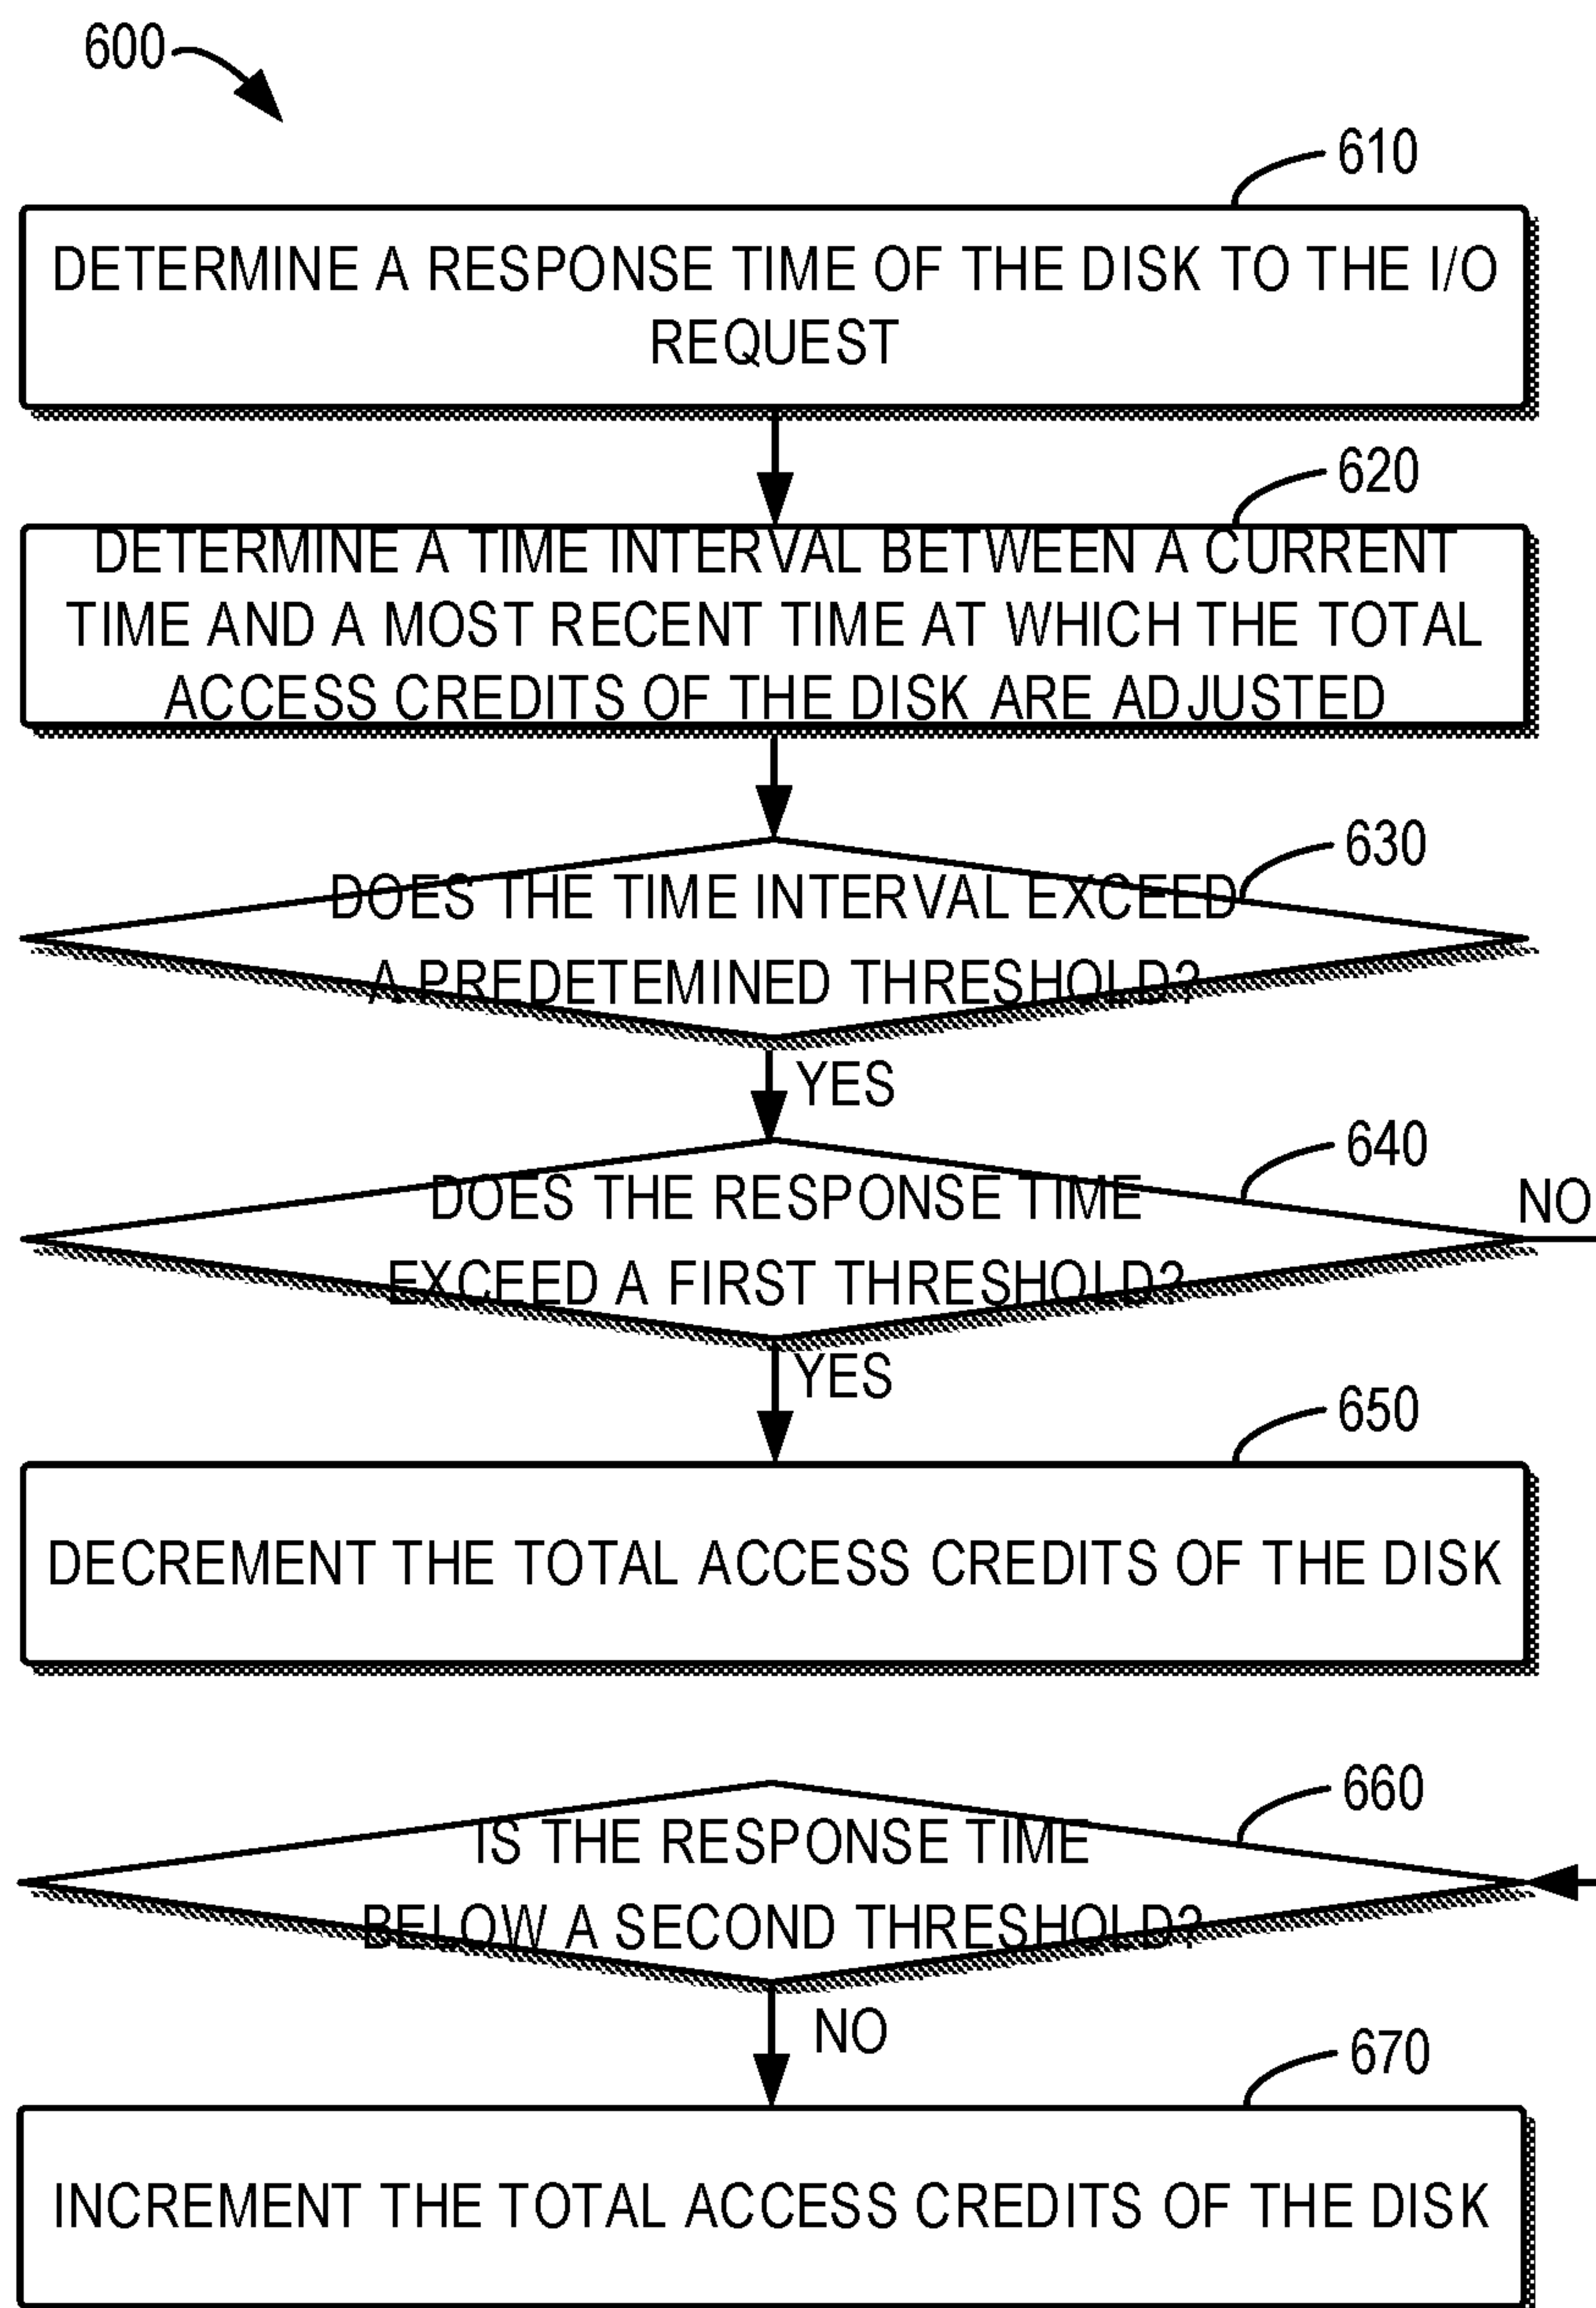 600
610
DETERMINE A RESPONSE TIME OF THE DISK TO THE I/O
REQUEST
620
DETERMINE A TIME INTERVAL BETWEEN A CURRENT
TIME AND A MOST RECENT TIME AT WHICH THE TOTAL
ACCESS CREDITS OF THE DISK ARE ADJUSTED
630
DOES THE TIME INTERVAL EXCEED
A PREDETEMINED THRESHOLD?
YES
640
NO
DOES THE RESPONSE TIME
EXCEED A FIRST THRESHOLD?
YES
650
DECREMENT THE TOTAL ACCESS CREDITS OF THE DISK
660
IS THE RESPONSE TIME
BELOW A SECOND THRESHOLD?
NO
670
INCREMENT THE TOTAL ACCESS CREDITS OF THE DISK